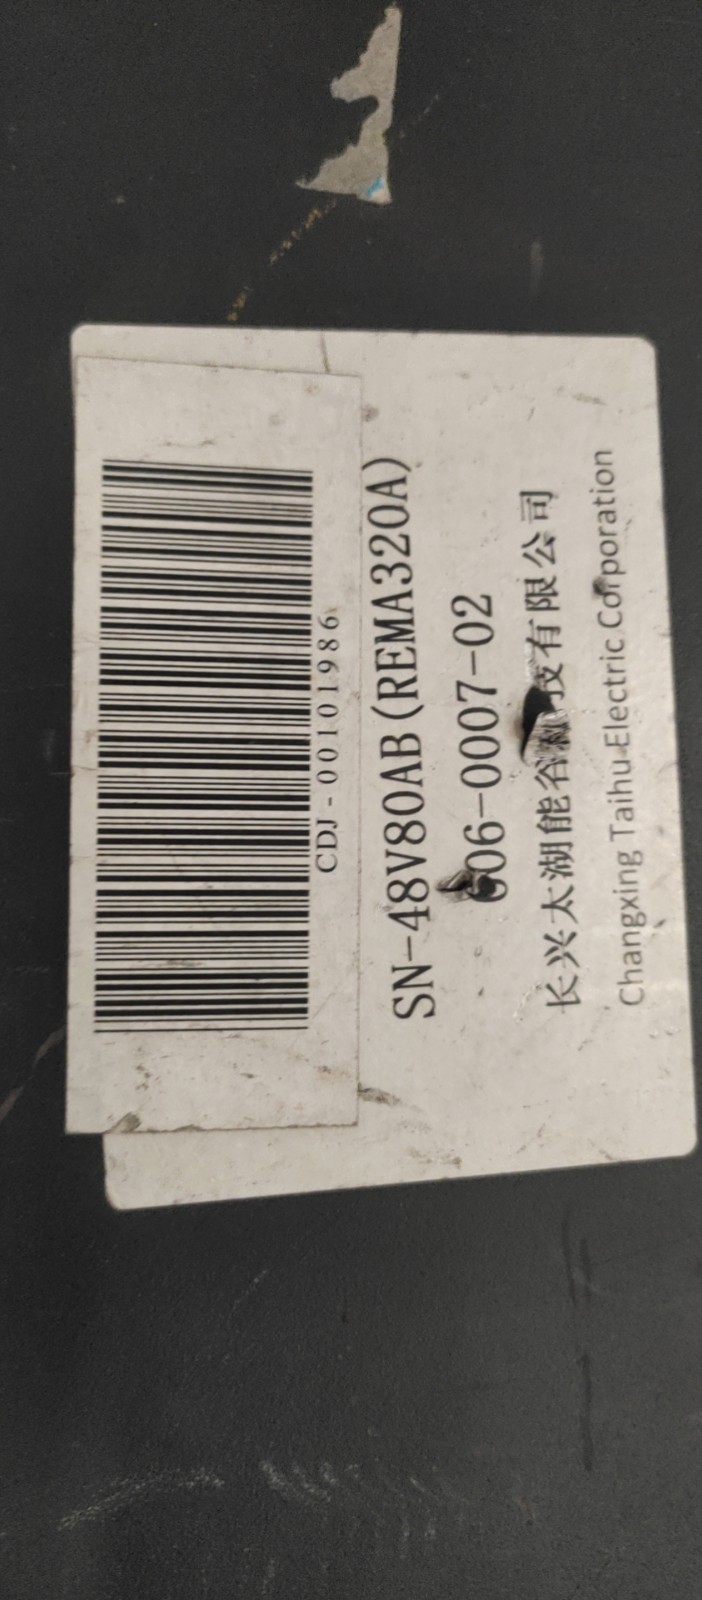 CDJ-00101986
SN-48V80AB(REMA320A)
06-0007-02
长兴太湖能谷 技有限公司
Changxing Taihu Electric Corporation